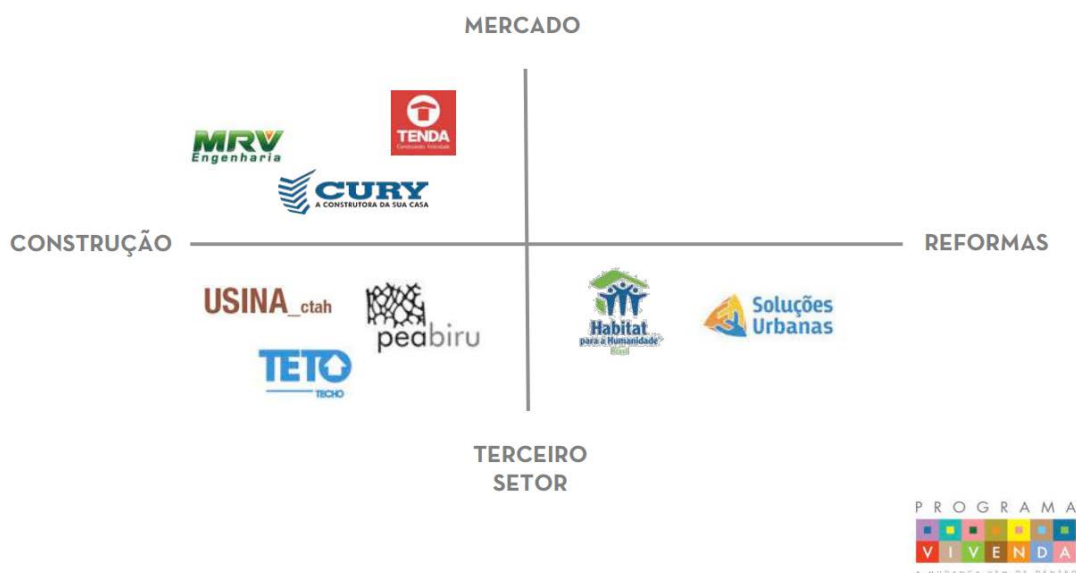 MERCADO
MRV
Engenharia
TENDA
CURY
A CONSTRUTORA DA SUA CASA
CONSTRUÇÃO
REFORMAS
USINA_ctah
peabiru
TETO
TECHO
Habitat
para a Humanidade
Brasil
Soluções
Urbanas
TERCEIRO
SETOR
PROGRAMA
VIVENDA